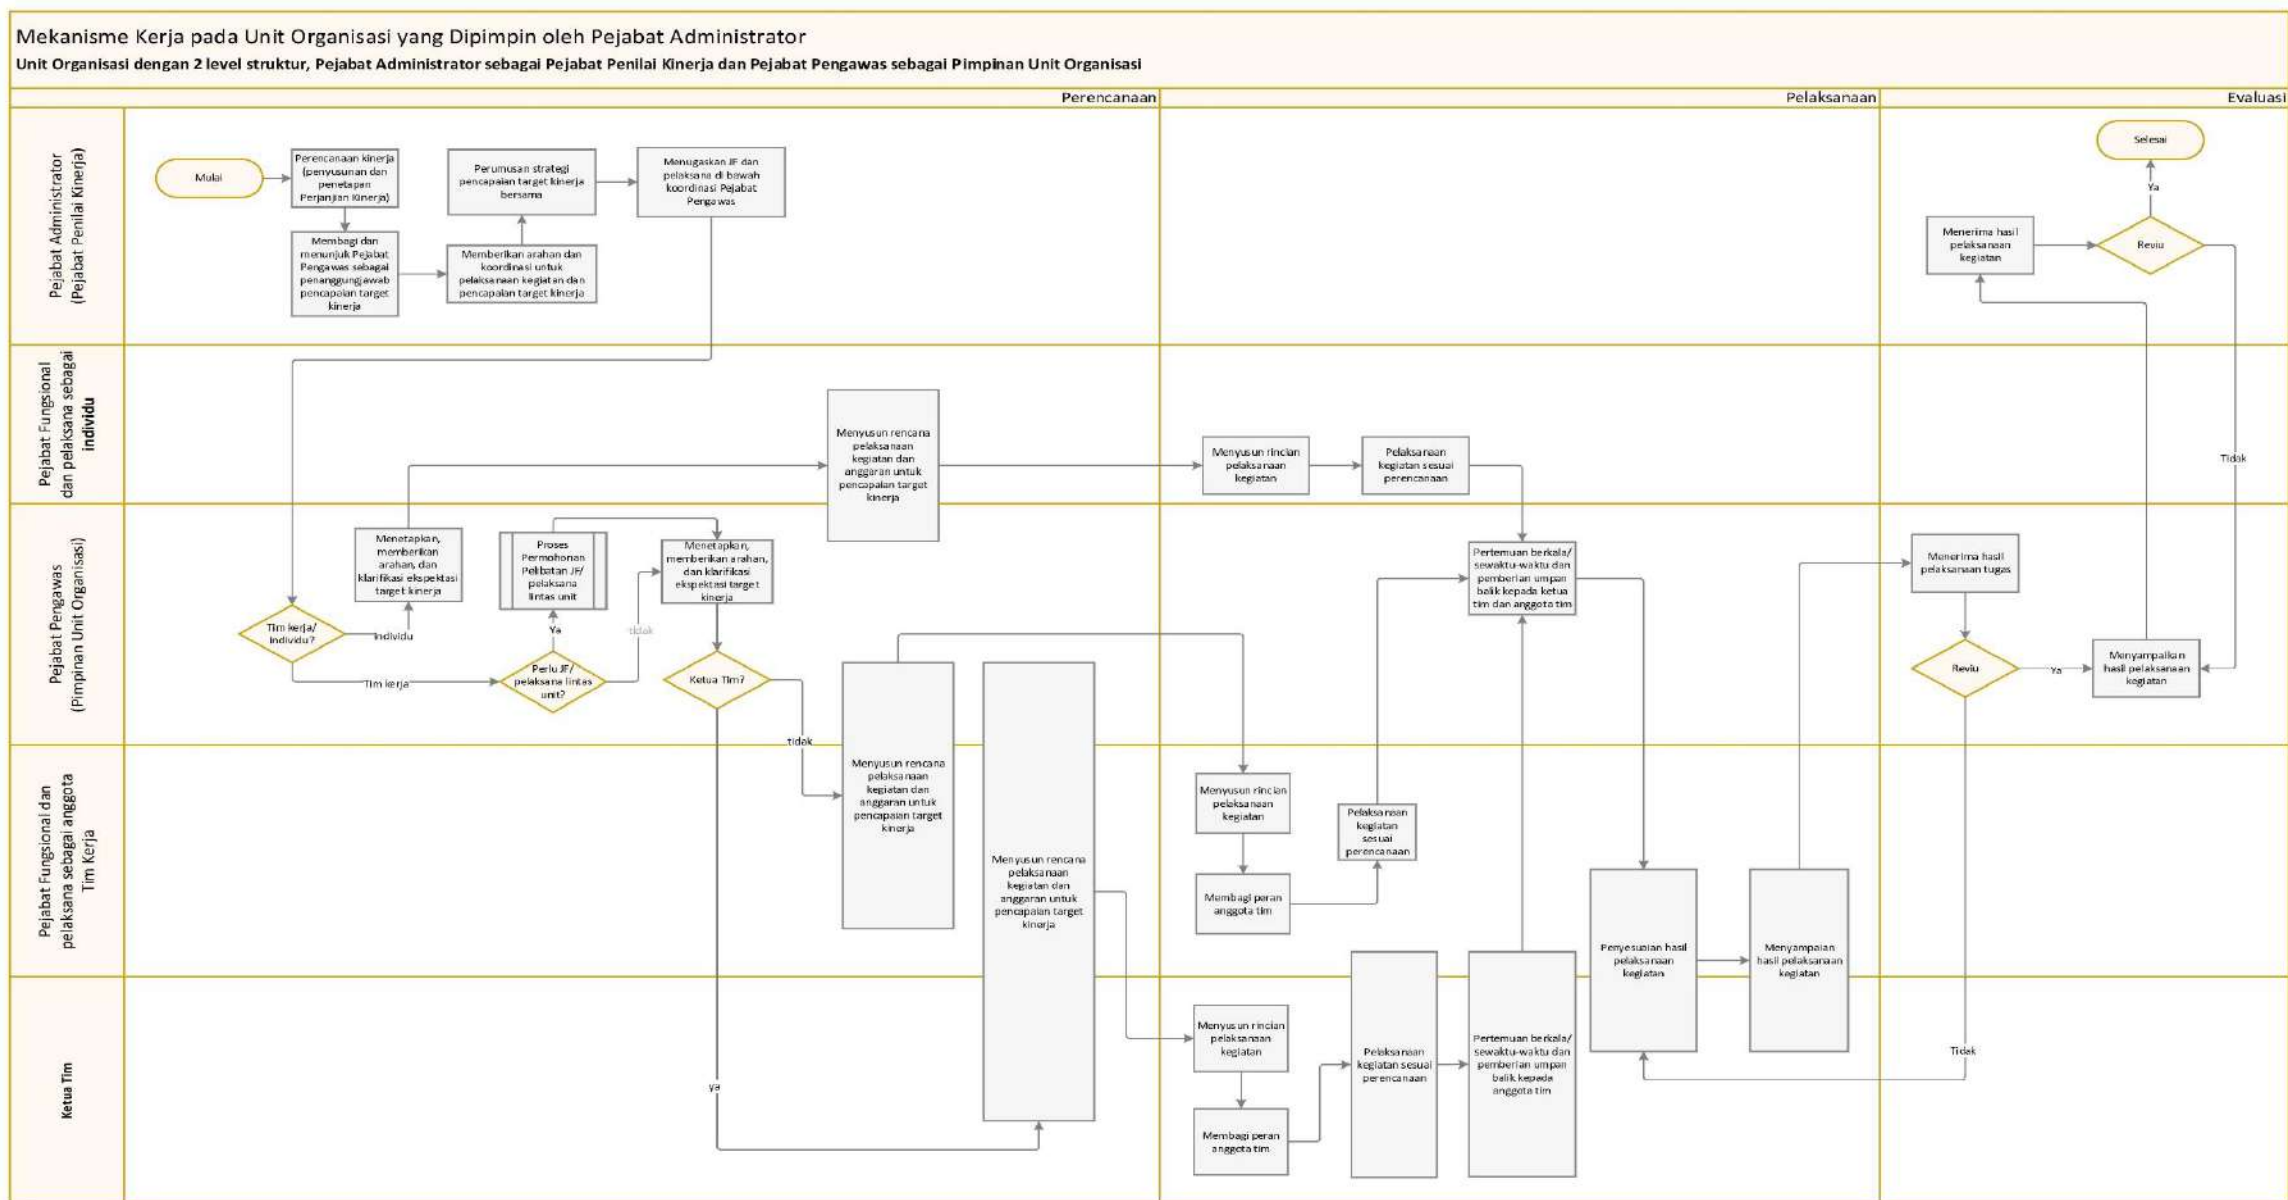 Mekanisme Kerja pada Unit Organisasi yang Dipimpin oleh Pejabat Administrator
Unit Organisasi dengan 2 level struktur, Pejabat Administrator sebagai Pejabat Penilai Kinerja dan Pejabat Pengawas sebagai Pimpinan Unit Organisasi
Perencanaan
Pelaksanaan
Evaluasi
Pejabat Administrator
(Pejabat Penilai Kinerja)
Mulai
Perencanaan kinerja
(penyusunan dan
penetapan
Perjanjian Kinerja)
Membagi dan
menunjuk Pejabat
Pengawas sebagai
penanggungjawab
pencapaian target
kinerja
Perumusan strategi
pencapaian target kinerja
bersama
Memberikan arahan dan
koordinasi untuk
pelaksanaan kegiatan dan
pencapaian target kinerja
Menugaskan JF dan
pelaksana di bawah
koordinasi Pejabat
Pengawas
Selesai
Ya
Menerima hasil
pelaksanaan
kegiatan
Reviu
Tidak
Pejabat Fungsional
dan pelaksana sebagai
individu
Menyusun rencana
pelaksanaan
kegiatan dan
anggaran untuk
pencapaian target
kinerja
Menyusun rincian
pelaksanaan
kegiatan
Pelaksanaan
kegiatan sesuai
perencanaan
Pejabat Pengawas
(Pimpinan Unit Organisasi)
Tim kerja/
individu?
individu
Tim kerja
Menetapkan,
memberikan
arahan, dan
klarifikasi ekspektasi
target kinerja
Proses
Permohonan
Pelibatan JF/
pelaksana
lintas unit
Ya
Perlu JF/
pelaksana lintas
unit?
tidak
Menetapkan,
memberikan arahan,
dan klarifikasi
ekspektasi target
kinerja
Ketua Tim?
tidak
ya
Pertemuan berkala/
sewaktu-waktu dan
pemberian umpan
balik kepada ketua
tim dan anggota tim
Menerima hasil
pelaksanaan tugas
Reviu
Ya
Tidak
Menyampaikan
hasil pelaksanaan
kegiatan
Pejabat Fungsional dan
pelaksana sebagai anggota
Tim Kerja
Menyusun rencana
pelaksanaan
kegiatan dan
anggaran untuk
pencapaian target
kinerja
Menyusun rencana
pelaksanaan
kegiatan dan
anggaran untuk
pencapaian target
kinerja
Menyusun rincian
pelaksanaan
kegiatan
Membagi peran
anggota tim
Pelaksanaan
kegiatan
sesuai
perencanaan
Penyesuaian hasil
pelaksanaan
kegiatan
Menyampaian
hasil pelaksanaan
kegiatan
Ketua Tim
Menyusun rincian
pelaksanaan
kegiatan
Membagi peran
anggota tim
Pelaksanaan
kegiatan sesuai
perencanaan
Pertemuan berkala/
sewaktu-waktu dan
pemberian umpan
balik kepada
anggota tim